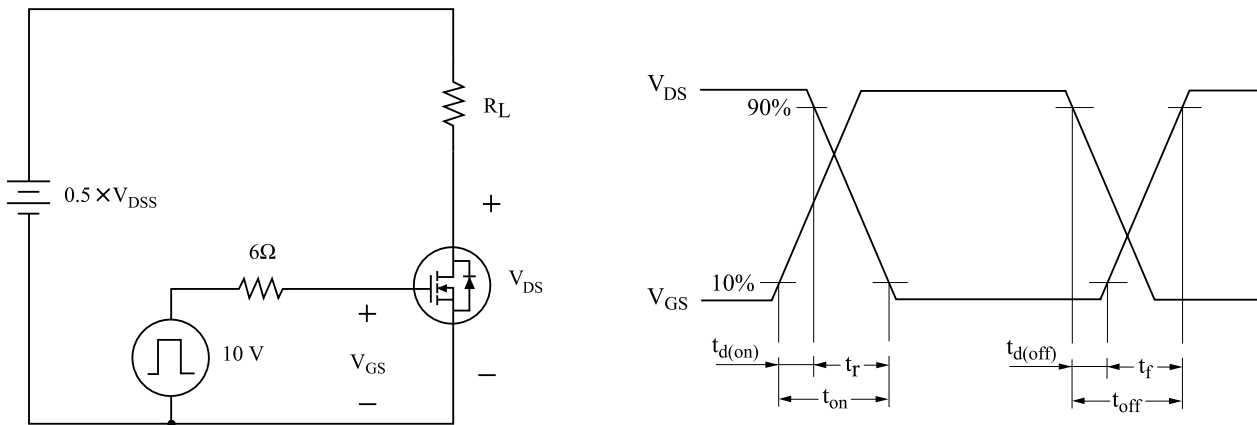 R_L
0.5 ×V_DSS
+
6Ω
V_DS
+
10 V
V_GS
−
−
V_DS
90%
10%
V_GS
t_d(on)
t_r
t_on
t_d(off)
t_f
t_off